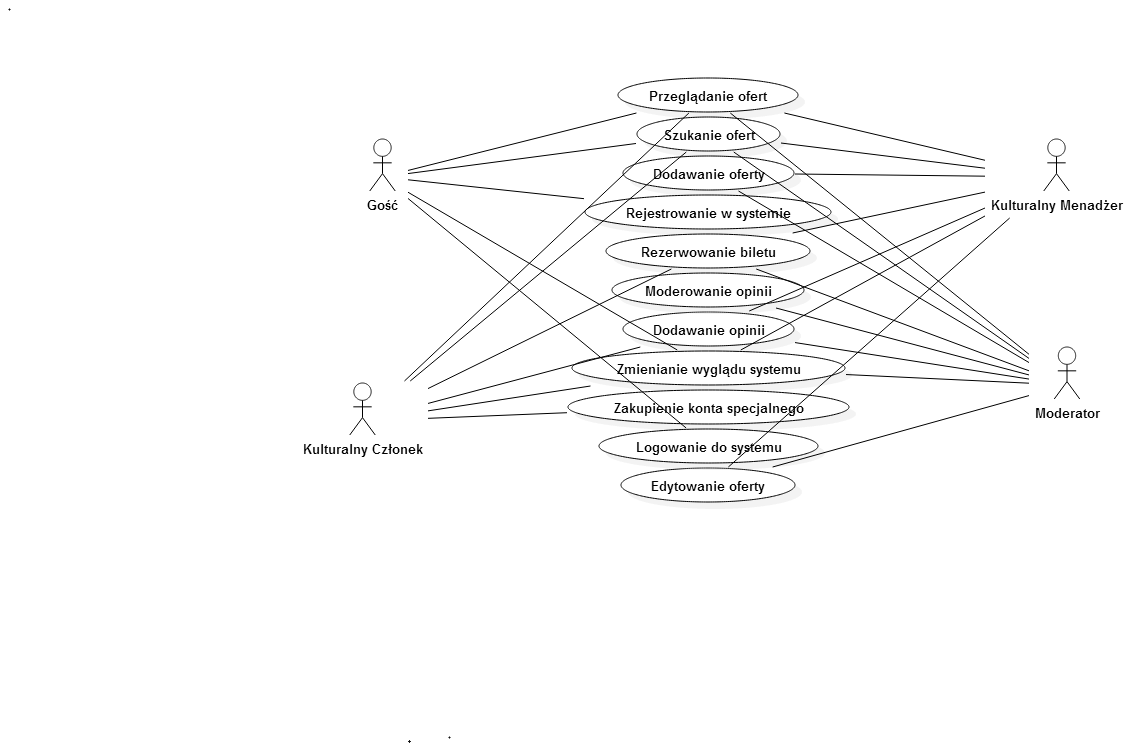 Przeglądanie ofert
Szukanie ofert
Dodawanie oferty
Gość
Kulturalny Menadżer
Rejestrowanie w systemie
Rezerwowanie biletu
Moderowanie opinii
Dodawanie opinii
Zmienianie wyglądu systemu
Zakupienie konta specjalnego
Moderator
Logowanie do systemu
Kulturalny Członek
Edytowanie oferty